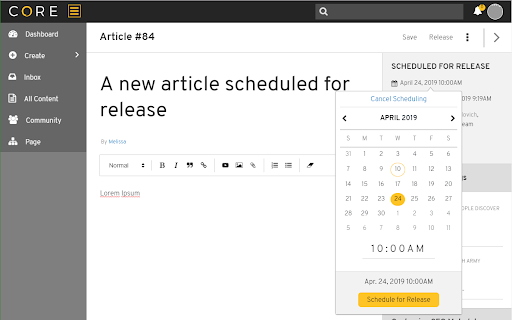 CORE
Dashboard
Create
Inbox
All Content
Community
Page
Article #84
Save
Release
A new article scheduled for
release
By Melissa
Normal
B I
Lorem Ipsum
SCHEDULED FOR RELEASE
April 24, 2019 10:00AM
Cancel Scheduling
APRIL 2019
S M T W T F S
31 1 2 3 4 5 6
7 8 9 10 11 12 13
14 15 16 17 18 19 20
21 22 23 24 25 26 27
28 29 30 1 2 3 4
5 6 7 8 9 10 11
10:00AM
Apr. 24, 2019 10:00AM
Schedule for Release
9:19AM
eam
OPLE DISCOVER
H ARMY